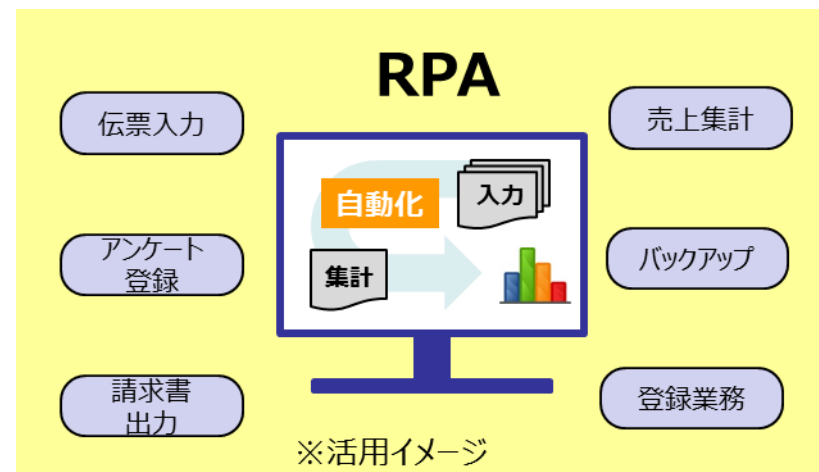 RPA
伝票入力
売上集計
自動化
入力
アンケート
登録
バックアップ
集計
請求書
出力
登録業務
※活用イメージ